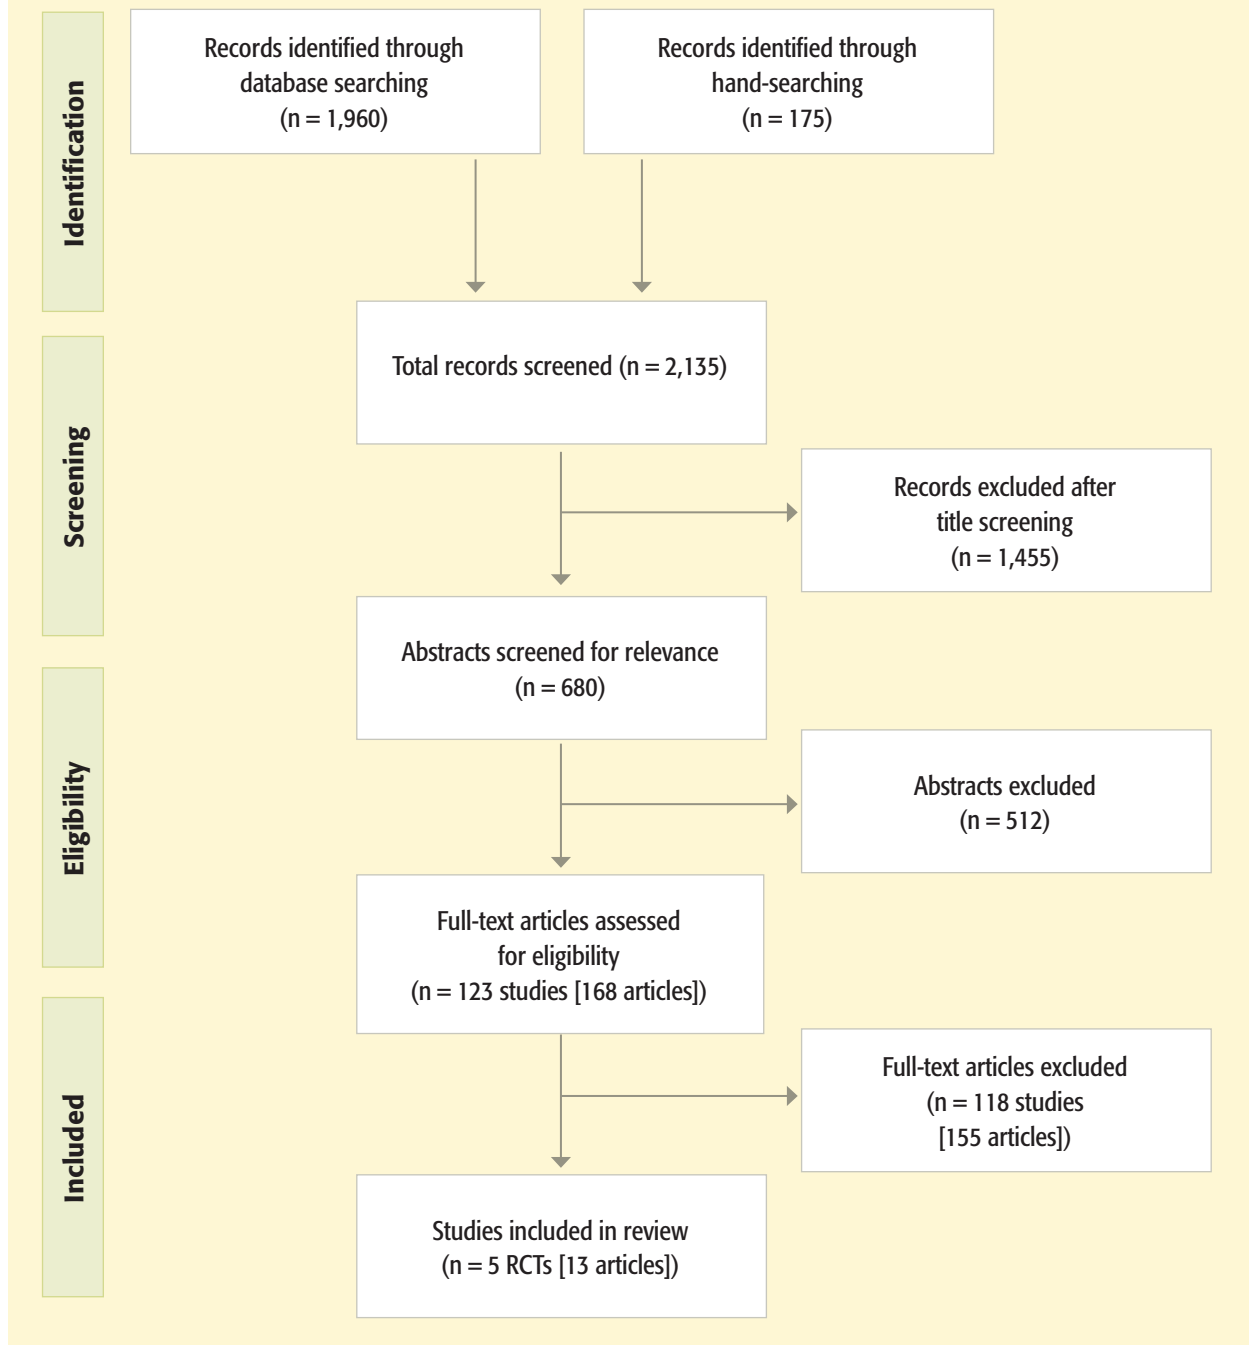 Identification
Records identified through
database searching
(n = 1,960)
Records identified through
hand-searching
(n = 175)
Total records screened (n = 2,135)
Screening
Records excluded after
title screening
(n = 1,455)
Abstracts screened for relevance
(n = 680)
Eligibility
Abstracts excluded
(n = 512)
Full-text articles assessed
for eligibility
(n = 123 studies [168 articles])
Included
Full-text articles excluded
(n = 118 studies
[155 articles])
Studies included in review
(n = 5 RCTs [13 articles])